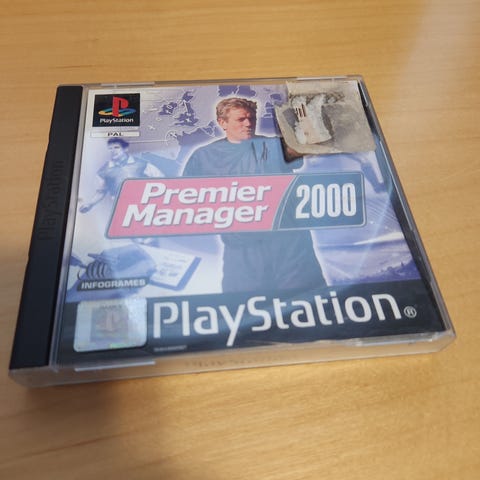 PlayStation
PAL
PlayStation
Premier
Manager
2000
INFOGRAMES
PlayStation®